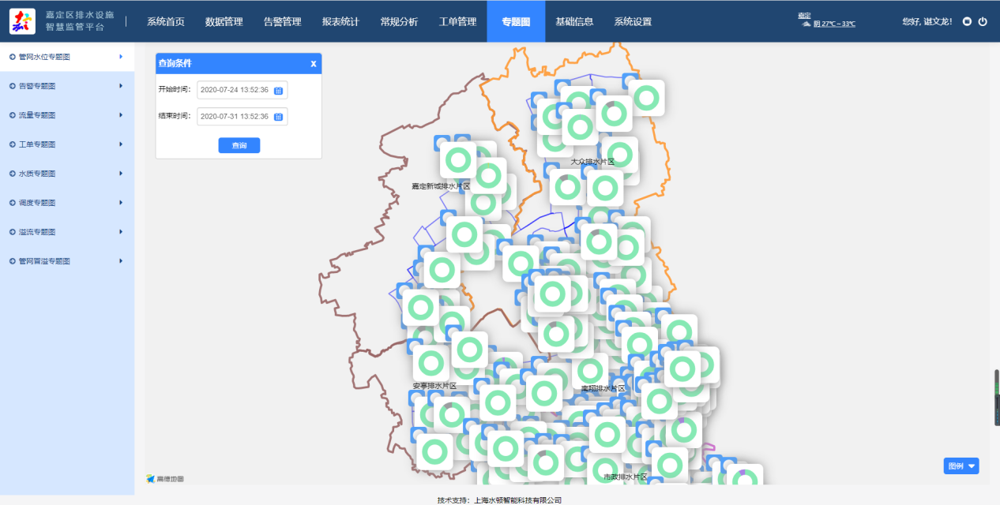 嘉定区排水设施
智慧监管平台
系统首页 数据管理 告警管理 报表统计 常规分析 工单管理 专题图 基础信息 系统设置
嘉定
阴 27℃~33℃
您好, 谌文龙!
管网水位专题图
告警专题图
流量专题图
工单专题图
水质专题图
调度专题图
溢流专题图
管网冒溢专题图
查询条件 x
开始时间: 2020-07-24 13:52:36
结束时间: 2020-07-31 13:52:36
查询
大众排水片区
嘉定新城排水片区
安亭排水片区
南翔排水片区
市政排水片区
高德地图
图例
技术支持：上海水顿智能科技有限公司